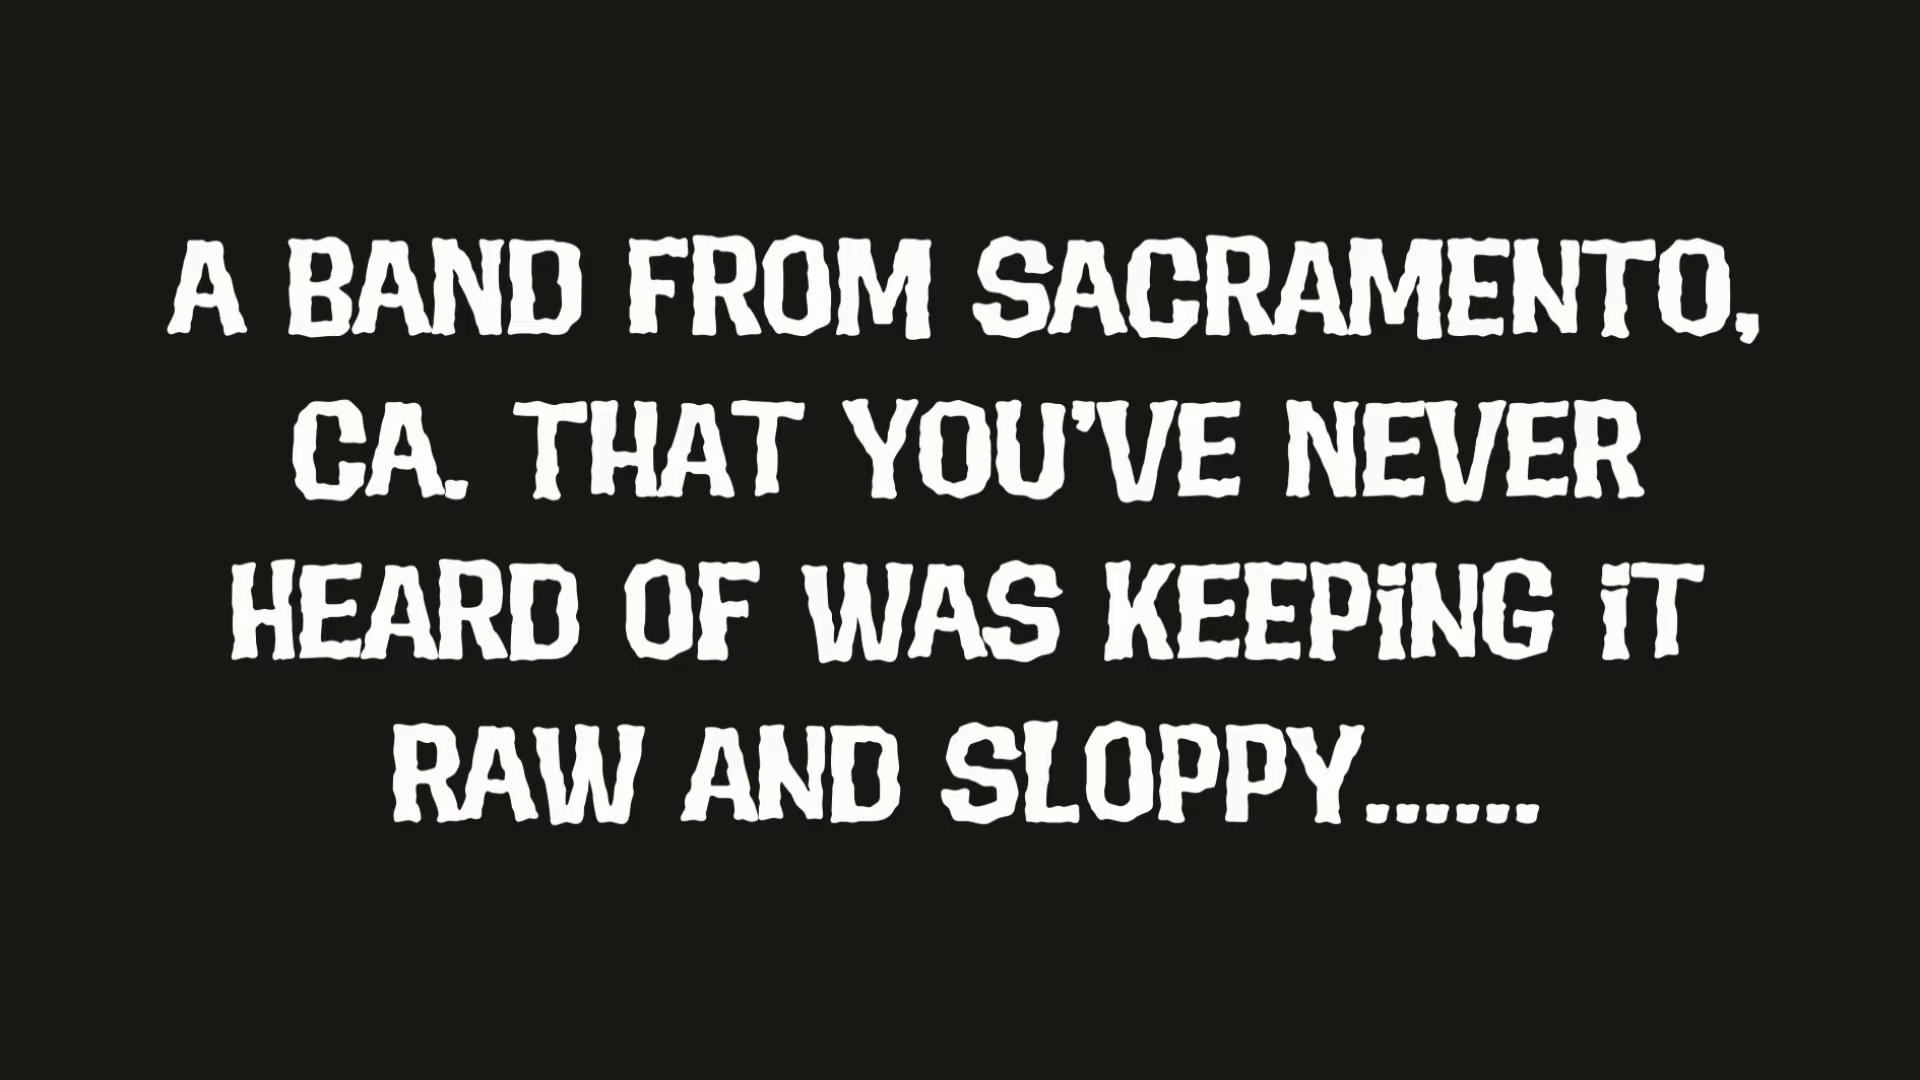 A BAND FROM SACRAMENTO,
CA. THAT YOU'VE NEVER
HEARD OF WAS KEEPiNG iT
RAW AND SLOPPY......